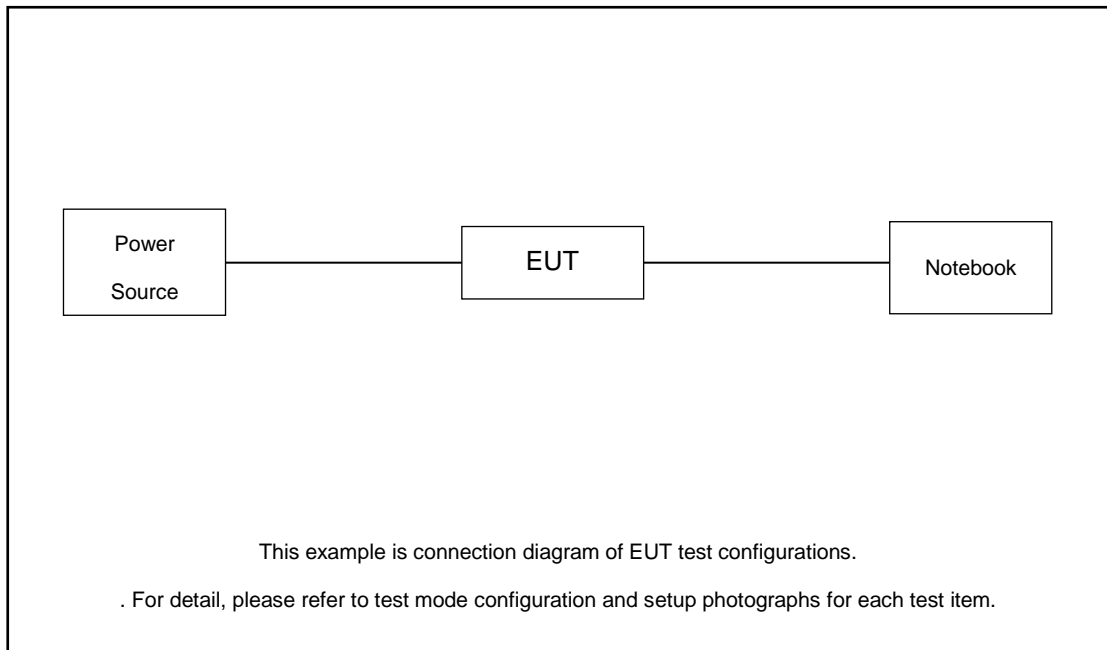 Power
Source
EUT
Notebook
This example is connection diagram of EUT test configurations.
. For detail, please refer to test mode configuration and setup photographs for each test item.